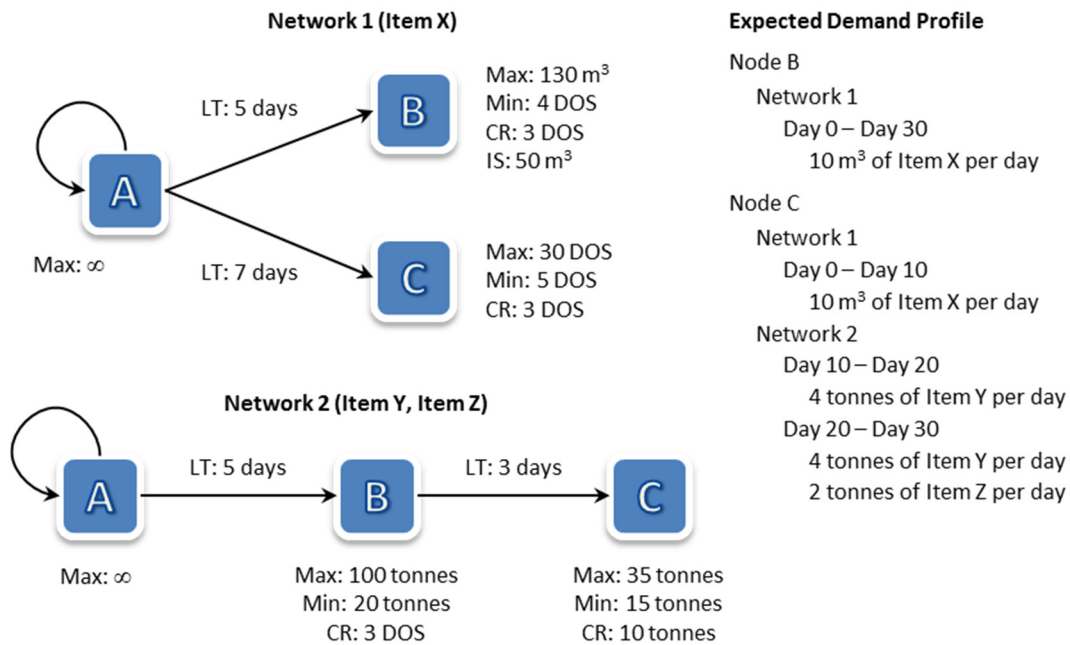 Network 1 (Item X)
A
Max: ∞
LT: 5 days
B
Max: 130 m³
Min: 4 DOS
CR: 3 DOS
IS: 50 m³
LT: 7 days
C
Max: 30 DOS
Min: 5 DOS
CR: 3 DOS
Network 2 (Item Y, Item Z)
A
Max: ∞
LT: 5 days
B
Max: 100 tonnes
Min: 20 tonnes
CR: 3 DOS
LT: 3 days
C
Max: 35 tonnes
Min: 15 tonnes
CR: 10 tonnes
Expected Demand Profile
Node B
Network 1
Day 0 – Day 30
10 m³ of Item X per day
Node C
Network 1
Day 0 – Day 10
10 m³ of Item X per day
Network 2
Day 10 – Day 20
4 tonnes of Item Y per day
Day 20 – Day 30
4 tonnes of Item Y per day
2 tonnes of Item Z per day